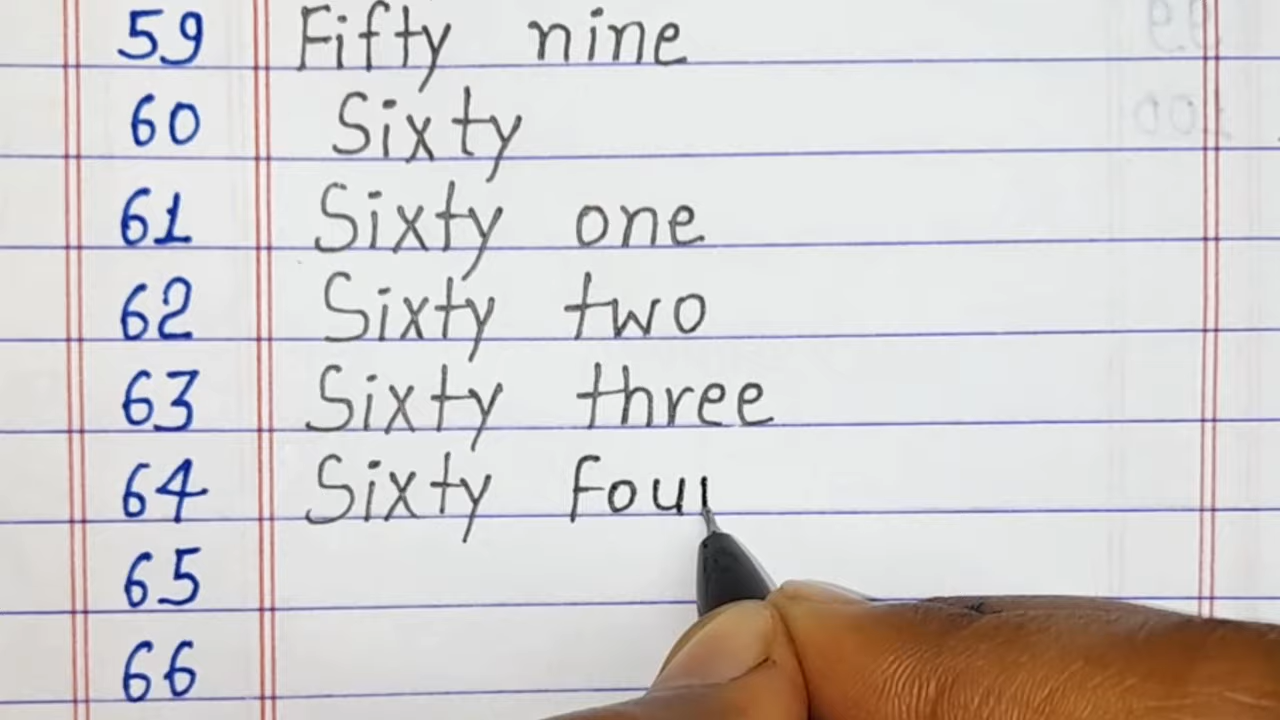 59 Fifty nine
60 Sixty
61 Sixty one
62 Sixty two
63 Sixty three
64 Sixty Fou
65
66